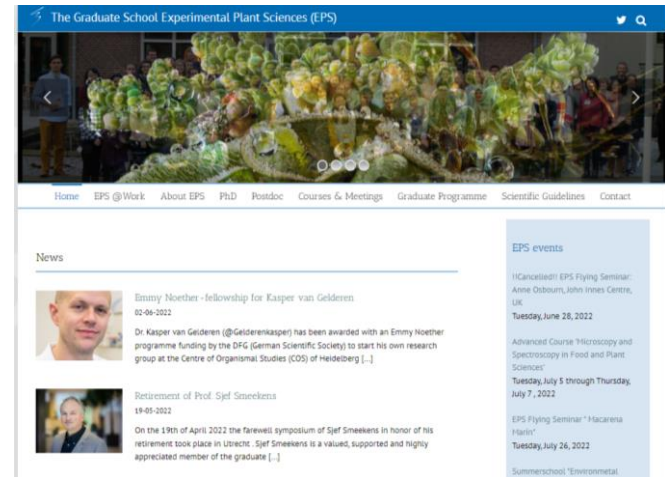 The Graduate School Experimental Plant Sciences (EPS)
Home EPS @Work About EPS PhD Postdoc Courses & Meetings Graduate Programme Scientific Guidelines Contact
News
Emmy Noether-fellowship for Kasper van Gelderen
02-06-2022
Dr. Kasper van Gelderen (@Gelderenkasper) has been awarded with an Emmy Noether
programme funding by the DFG (German Scientific Society) to start his own research
group at the Centre of Organismal Studies (COS) of Heidelberg [...]
Retirement of Prof. Sjef Smeekens
19-05-2022
On the 19th of April 2022 the farewell symposium of Sjef Smeekens in honor of his
retirement took place in Utrecht . Sjef Smeekens is a valued, supported and highly
appreciated member of the graduate [...]
EPS events
!!Cancelled!! EPS Flying Seminar:
Anne Osbourn, John Innes Centre,
UK
Tuesday, June 28, 2022
Advanced Course "Microscopy and
Spectroscopy in Food and Plant
Sciences"
Tuesday, July 5 through Thursday,
July 7 , 2022
EPS Flying Seminar " Macarena
Marin"
Tuesday, July 26, 2022
Summerschool "Environmetal